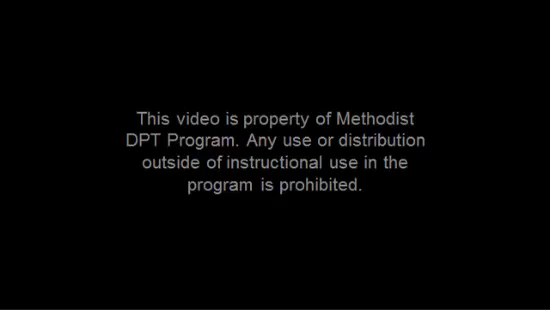 This video is property of Methodist
DPT Program. Any use or distribution
outside of instructional use in the
program is prohibited.